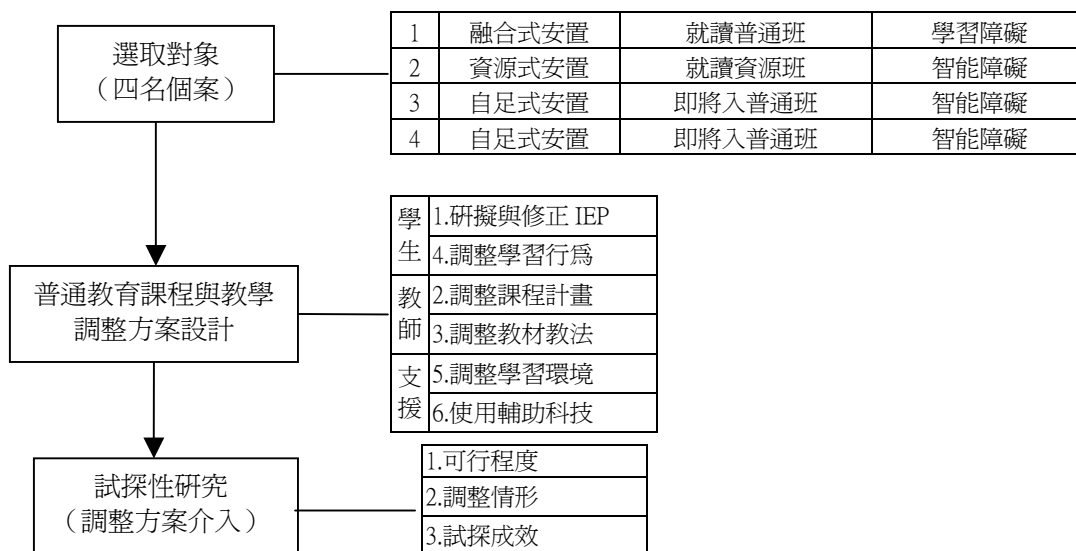 選取對象
（四名個案）
1 融合式安置 就讀普通班 學習障礙
2 資源式安置 就讀資源班 智能障礙
3 自足式安置 即將入普通班 智能障礙
4 自足式安置 即將入普通班 智能障礙
普通教育課程與教學
調整方案設計
學生
1.研擬與修正 IEP
4.調整學習行為
教師
2.調整課程計畫
3.調整教材教法
支援
5.調整學習環境
6.使用輔助科技
試探性研究
（調整方案介入）
1.可行程度
2.調整情形
3.試探成效